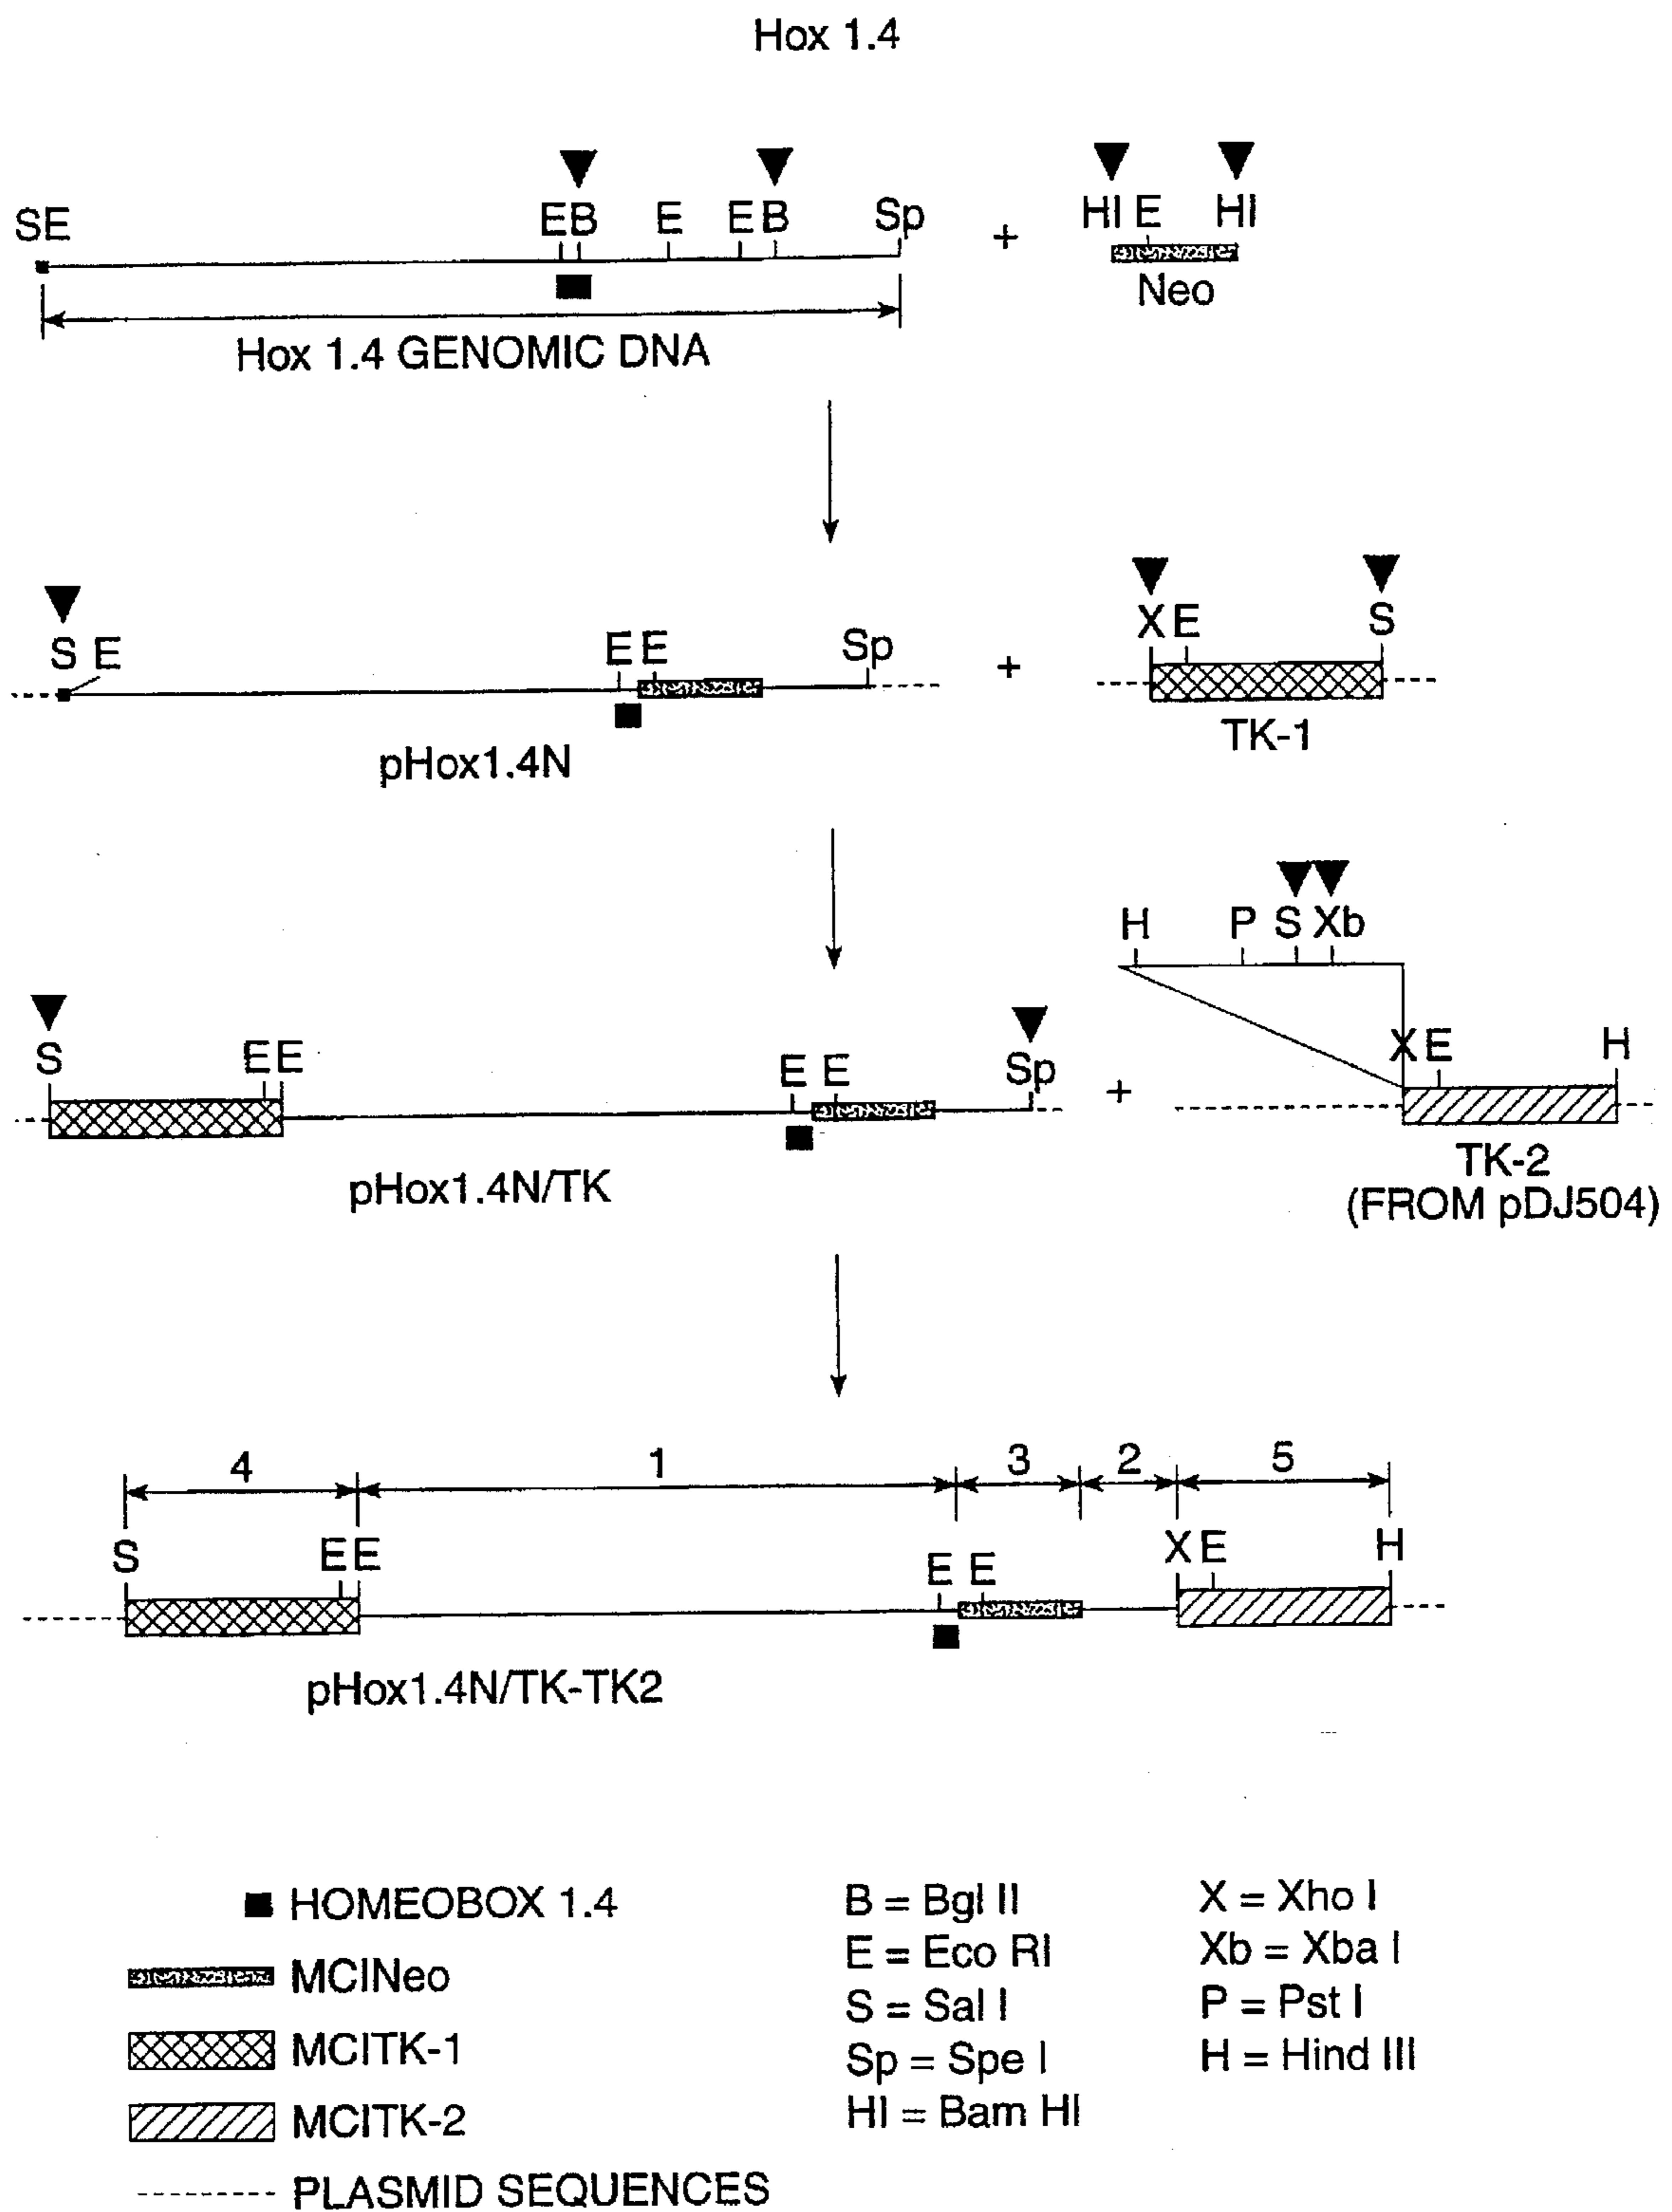 Hox 1.4
SE EB E EB Sp + HI E HI
Neo
Hox 1.4 GENOMIC DNA
S E EE Sp + X E S
TK-1
pHox1.4N
H P S Xb
S EE E E Sp + X E H
TK-2
(FROM pDJ504)
pHox1.4N/TK
4 1 3 2 5
S EE E E X E H
pHox1.4N/TK-TK2
HOMEOBOX 1.4
MCINeo
MCITK-1
MCITK-2
PLASMID SEQUENCES
B = Bgl II
E = Eco RI
S = Sal I
Sp = Spe I
HI = Bam HI
X = Xho I
Xb = Xba I
P = Pst I
H = Hind III